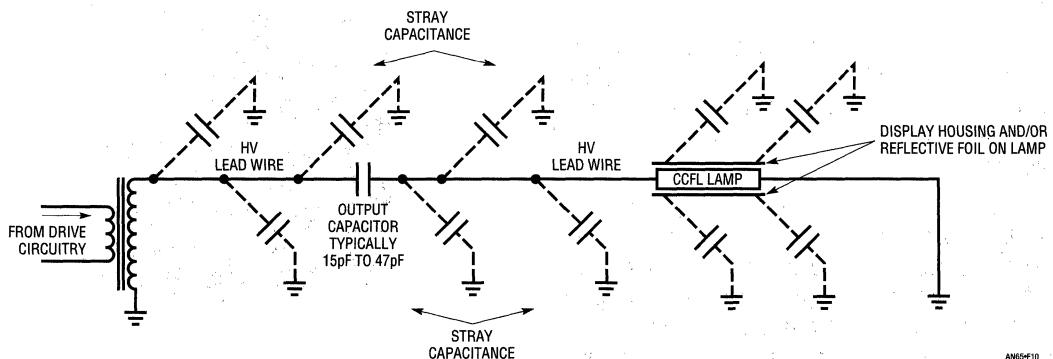 STRAY
CAPACITANCE
HV
LEAD WIRE
HV
LEAD WIRE
DISPLAY HOUSING AND/OR
REFLECTIVE FOIL ON LAMP
CCFL LAMP
FROM DRIVE
CIRCUITRY
OUTPUT
CAPACITOR
TYPICALLY
15pF TO 47pF
STRAY
CAPACITANCE
AN65•F10